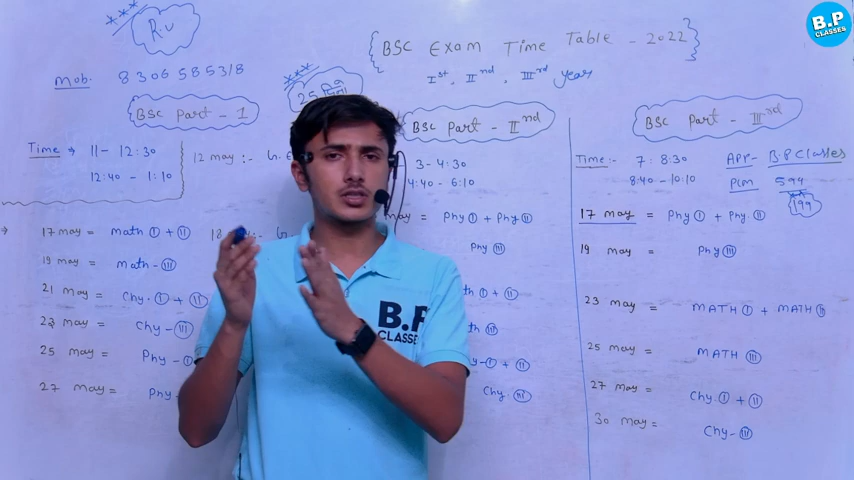 B.P
CLASSES
***
R.U
BSC Exam Time Table - 2022
Ist, IInd, IIIrd year
Mob. 8306585318
***
25
BSC Part - I
Time → 11 - 12:30
12:40 - 1:10
12 may :-
17 may = math I + II
19 may = math - III
21 may = Chy. I + II
23 may = Chy - III
25 may = Phy - I
27 may = Phy
BSC Part - IInd
3 - 4:30
4:40 - 6:10
may = Phy I + Phy II
Phy III
th I + II
th III
y - I + II
Chy. III
B.P
CLASSES
BSC Part - IIIrd
Time :- 7 : 8:30
8:40 - 10:10
APP - B.P Classes
PCM 599
199
17 may = Phy I + Phy. II
19 may = Phy III
23 may = MATH I + MATH II
25 may = MATH III
27 may = Chy. I + II
30 may = Chy - III